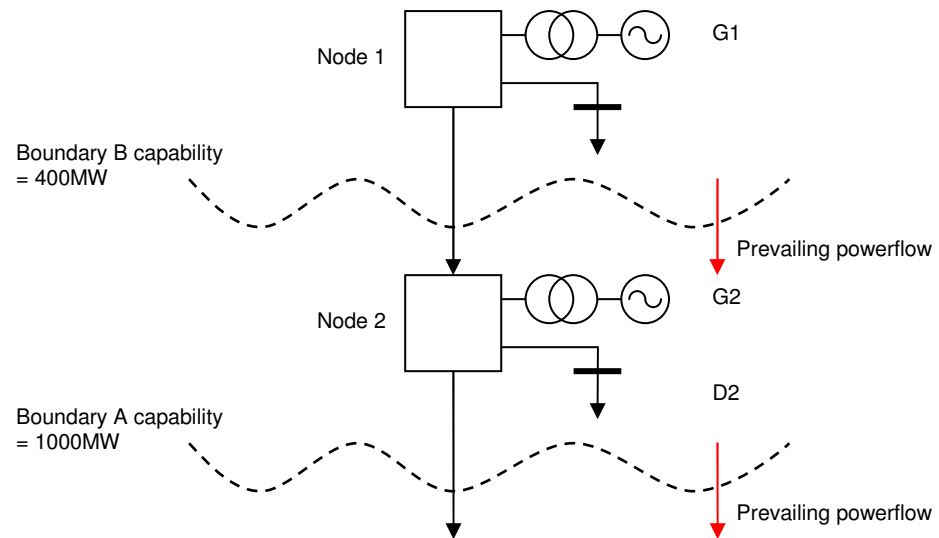 G1
Node 1
Boundary B capability
= 400MW
Prevailing powerflow
G2
Node 2
D2
Boundary A capability
= 1000MW
Prevailing powerflow